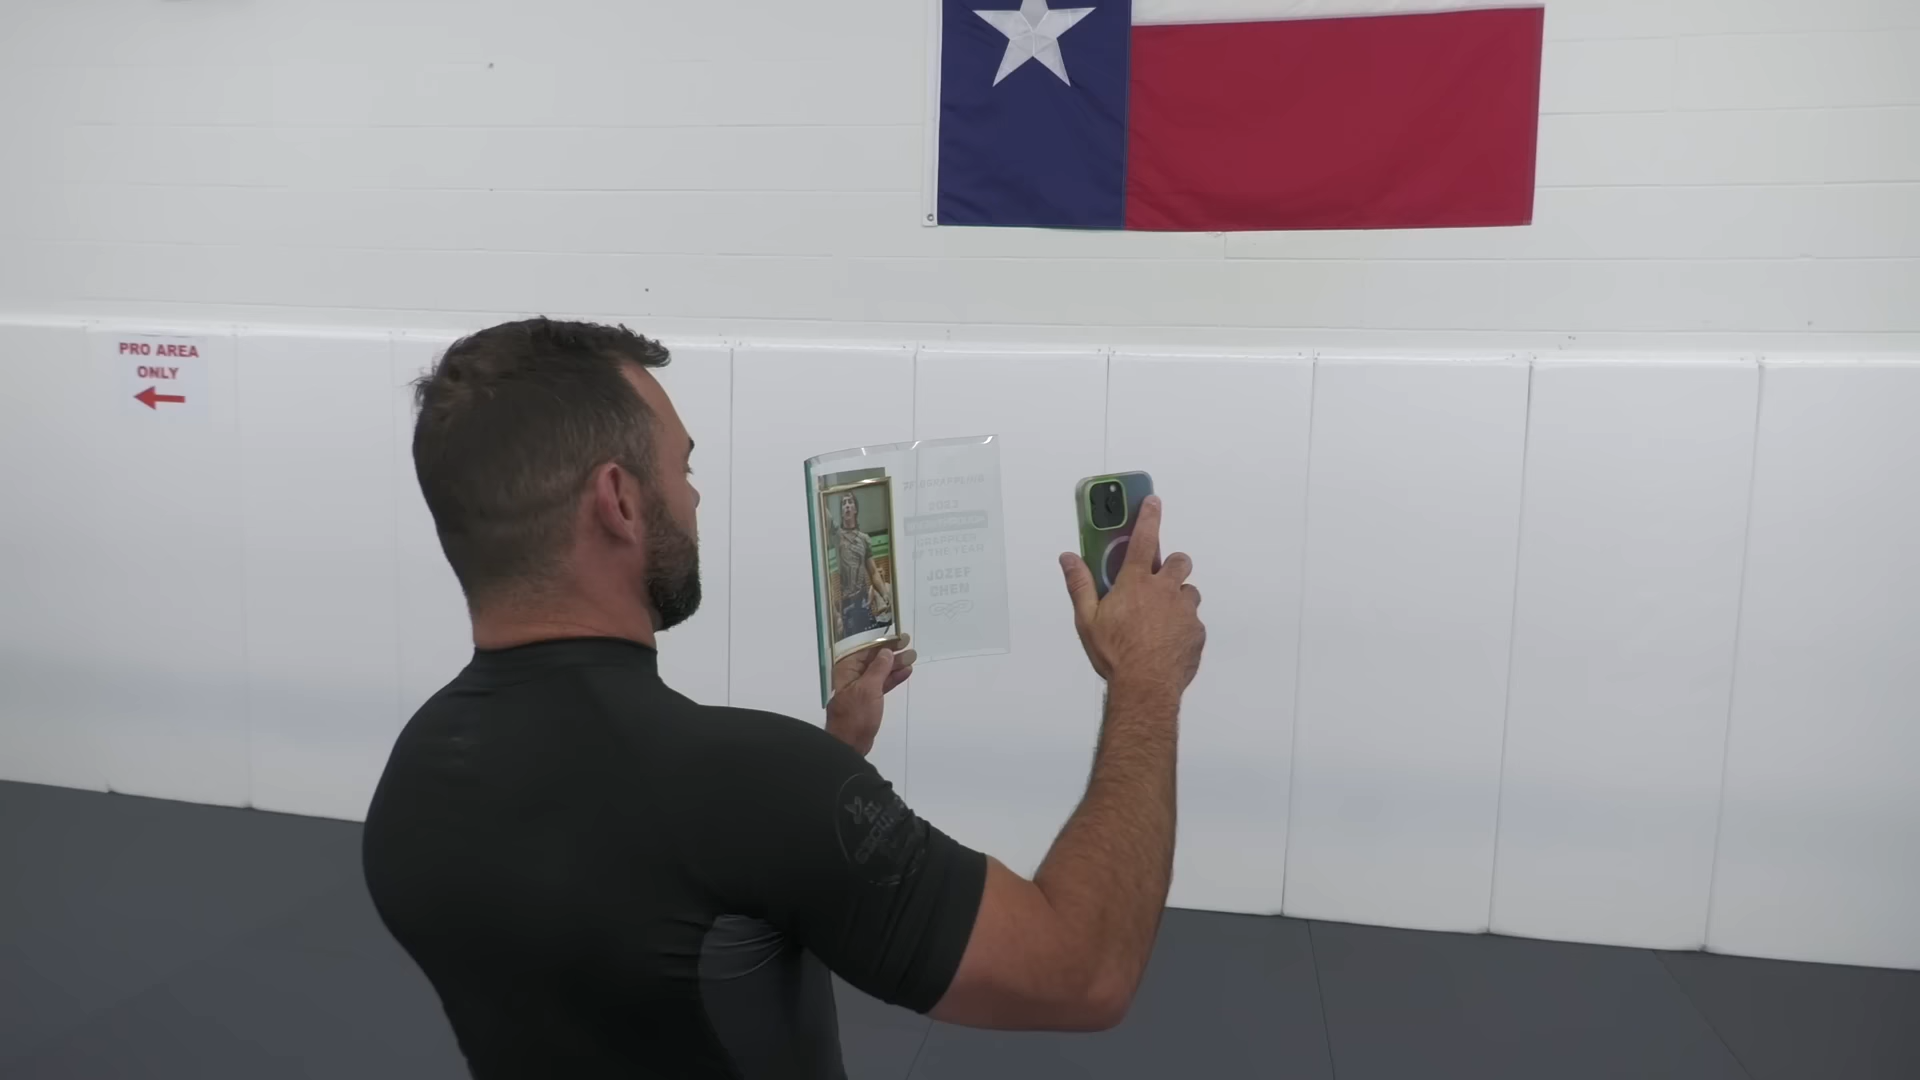 PRO AREA
ONLY
2023
GRAPPLER
OF THE YEAR
JOZEF
CHEN